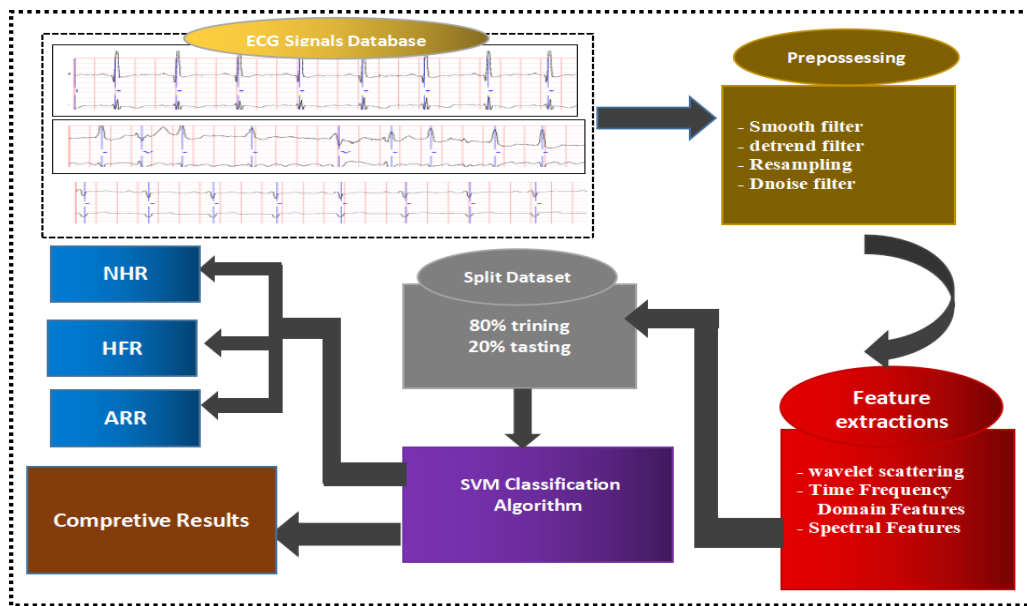 ECG Signals Database
Prepossessing
- Smooth filter
- detrend filter
- Resampling
- Dnoise filter
Feature
extractions
- wavelet scattering
- Time Frequency
Domain Features
- Spectral Features
Split Dataset
80% trining
20% tasting
SVM Classification
Algorithm
NHR
HFR
ARR
Compretive Results